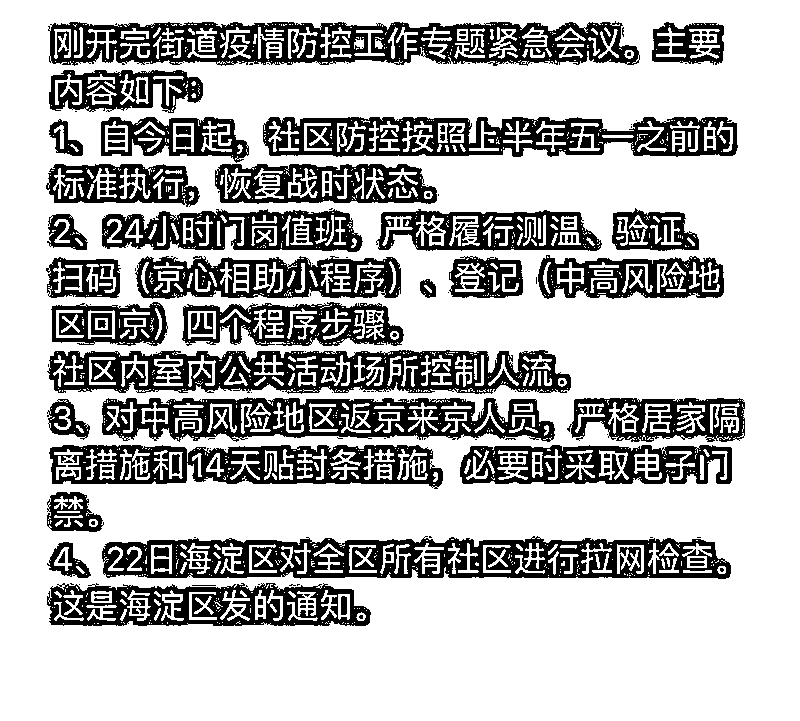 刚开完街道疫情防控工作专题紧急会议。主要
内容如下：
1、自今日起，社区防控按照上半年五一之前的
标准执行，恢复战时状态。
2、24小时门岗值班，严格履行测温、验证、
扫码（京心相助小程序）、登记（中高风险地
区回京）四个程序步骤。
社区内室内公共活动场所控制人流。
3、对中高风险地区返京来京人员，严格居家隔
离措施和14天贴封条措施，必要时采取电子门
禁。
4、22日海淀区对全区所有社区进行拉网检查。
这是海淀区发的通知。